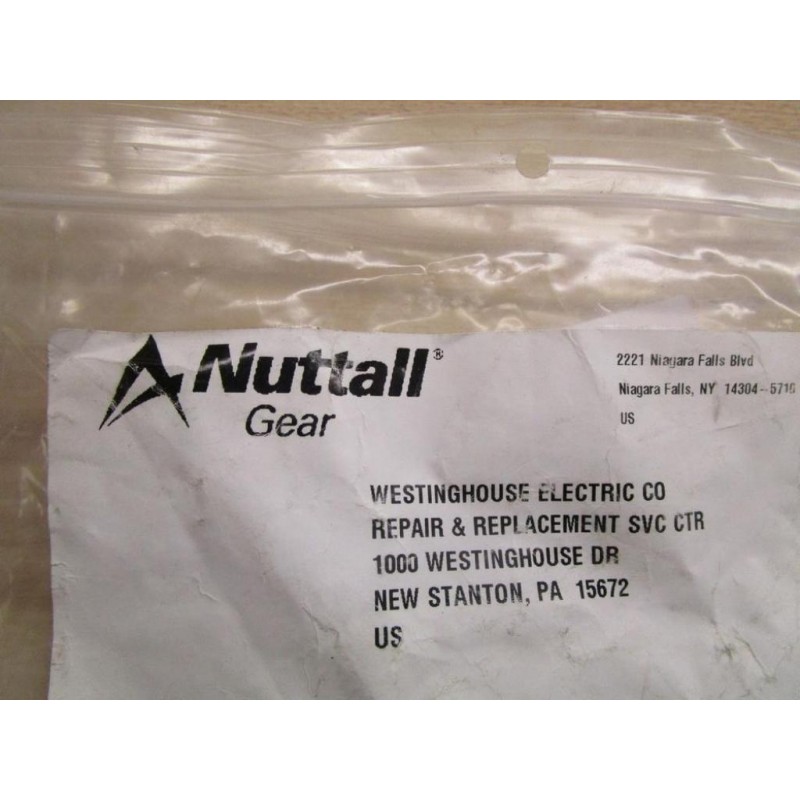 Nuttall®
Gear
2221 Niagara Falls Blvd
Niagara Falls, NY 14304-5710
US
WESTINGHOUSE ELECTRIC CO
REPAIR & REPLACEMENT SVC CTR
1000 WESTINGHOUSE DR
NEW STANTON, PA 15672
US